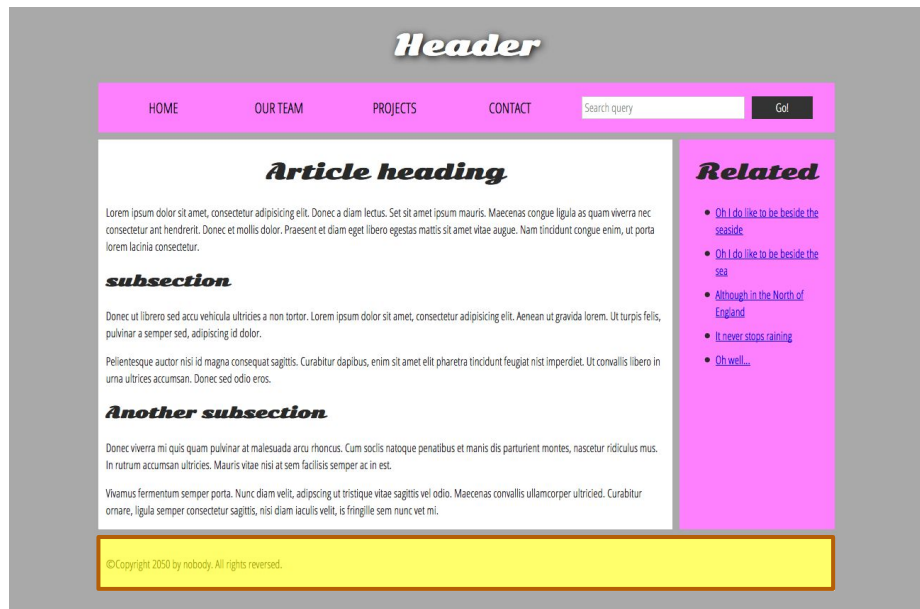 Header
HOME OUR TEAM PROJECTS CONTACT Search query Go!
Article heading
Lorem ipsum dolor sit amet, consectetur adipisicing elit. Donec a diam lectus. Set sit amet ipsum mauris. Maecenas congue ligula as quam viverra nec
consectetur ant hendrerit. Donec et mollis dolor. Praesent et diam eget libero egestas mattis sit amet vitae augue. Nam tincidunt congue enim, ut porta
lorem lacinia consectetur.
subsection
Donec ut librero sed accu vehicula ultricies a non tortor. Lorem ipsum dolor sit amet, consectetur adipisicing elit. Aenean ut gravida lorem. Ut turpis felis,
pulvinar a semper sed, adipiscing id dolor.
Pelientesque auctor nisi id magna consequat sagittis. Curabitur dapibus, enim sit amet elit pharetra tincidunt feugiat nist imperdiet. Ut convallis libero in
urna ultrices accumsan. Donec sed odio eros.
Another subsection
Donec viverra mi quis quam pulvinar at malesuada arcu rhoncus. Cum soclis natoque penatibus et manis dis parturient montes, nascetur ridiculus mus.
In rutrum accumsan ultricies. Mauris vitae nisi at sem facilisis semper ac in est.
Vivamus fermentum semper porta. Nunc diam velit, adipscing ut tristique vitae sagittis vel odio. Maecenas convallis ullamcorper ultricied. Curabitur
ornare, ligula semper consectetur sagittis, nisi diam iaculis velit, is fringille sem nunc vet mi.
Related
Oh I do like to be beside the
seaside
Oh I do like to be beside the
sea
Although in the North of
England
It never stops raining
Oh well...
©Copyright 2050 by nobody. All rights reversed.